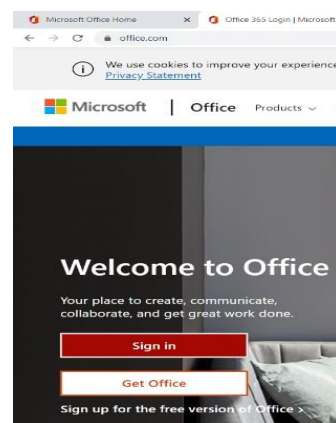 Microsoft Office Home
Office 365 Login | Microsoft
office.com
We use cookies to improve your experience
Privacy Statement
Microsoft | Office Products
Welcome to Office
Your place to create, communicate,
collaborate, and get great work done.
Sign in
Get Office
Sign up for the free version of Office >